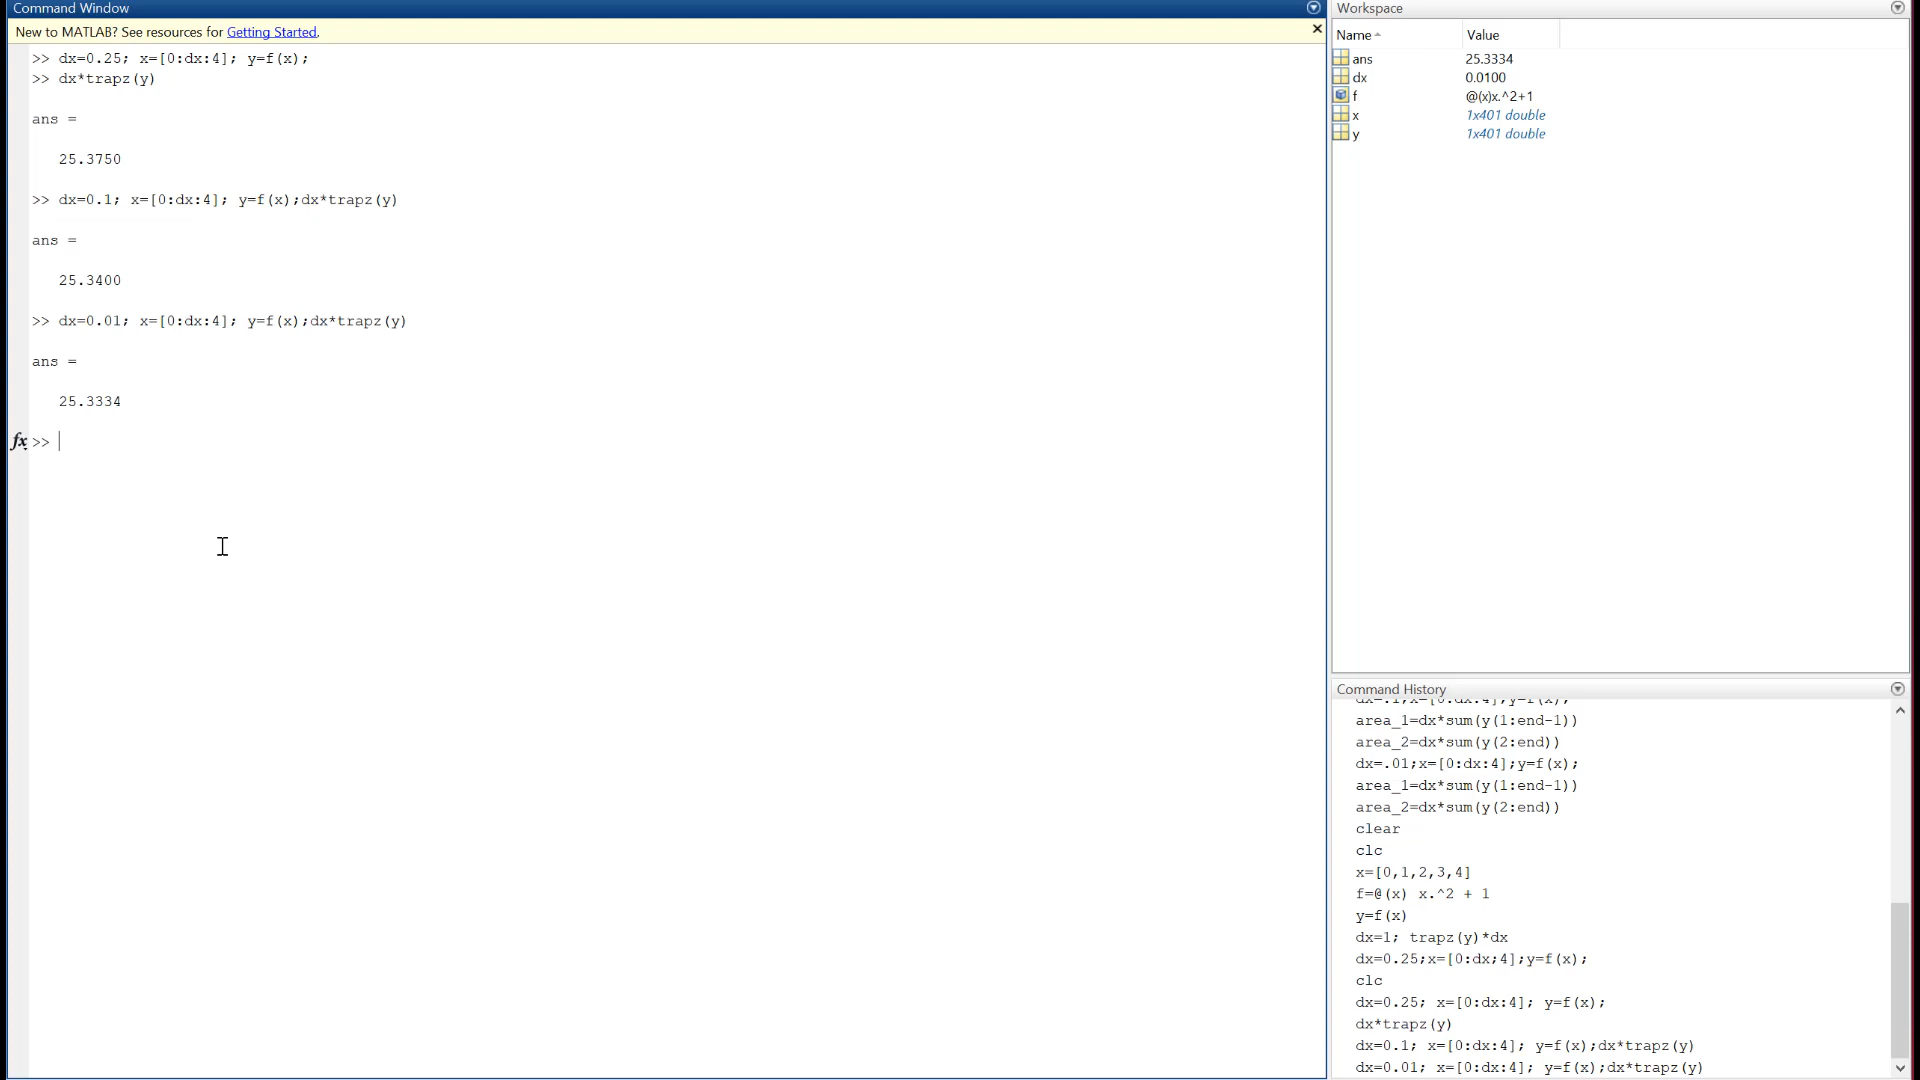 Command Window
New to MATLAB? See resources for Getting Started.
>> dx=0.25; x=[0:dx:4]; y=f(x);
>> dx*trapz(y)
ans =
25.3750
>> dx=0.1; x=[0:dx:4]; y=f(x);dx*trapz(y)
ans =
25.3400
>> dx=0.01; x=[0:dx:4]; y=f(x);dx*trapz(y)
ans =
25.3334
fx >>
Workspace
Name Value
ans 25.3334
dx 0.0100
f @(x)x.^2+1
x 1x401 double
y 1x401 double
Command History
dx=.1;x=[0:dx:4];y=f(x);
area_1=dx*sum(y(1:end-1))
area_2=dx*sum(y(2:end))
dx=.01;x=[0:dx:4];y=f(x);
area_1=dx*sum(y(1:end-1))
area_2=dx*sum(y(2:end))
clear
clc
x=[0,1,2,3,4]
f=@(x) x.^2 + 1
y=f(x)
dx=1; trapz(y)*dx
dx=0.25;x=[0:dx;4];y=f(x);
clc
dx=0.25; x=[0:dx:4]; y=f(x);
dx*trapz(y)
dx=0.1; x=[0:dx:4]; y=f(x);dx*trapz(y)
dx=0.01; x=[0:dx:4]; y=f(x);dx*trapz(y)